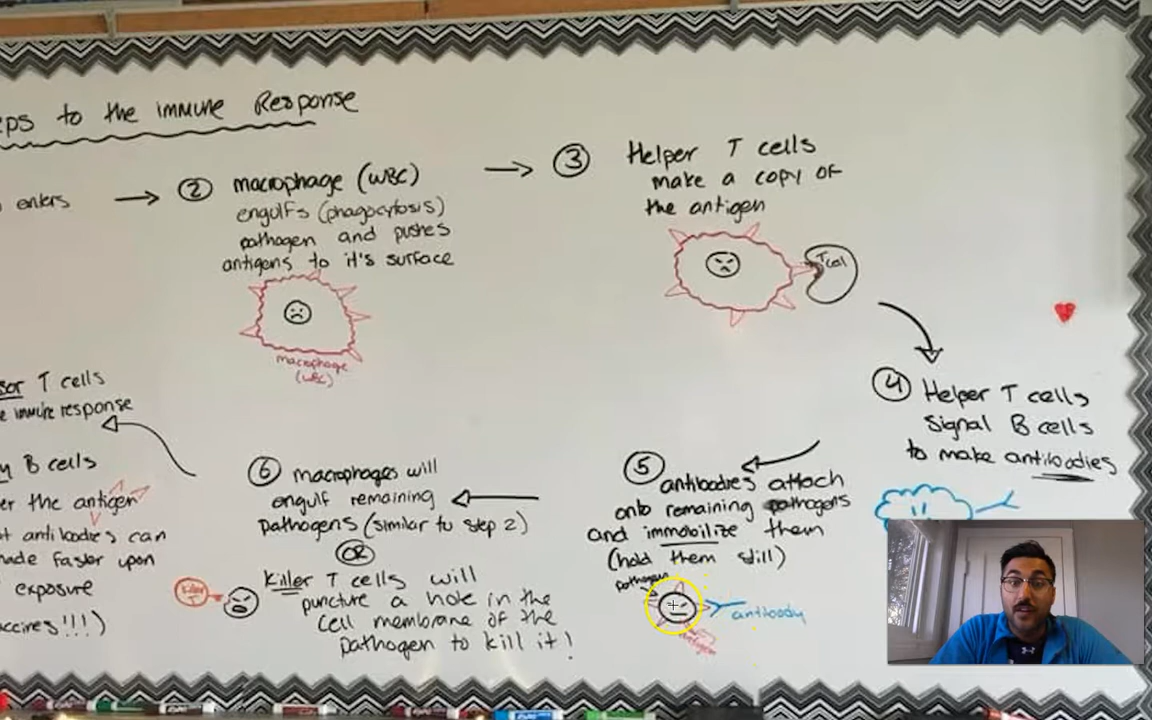 eps to the immune Response
enters
→ ② macrophage (WBC)
engulfs (phagocytosis)
pathogen and pushes
antigens to it's surface
macrophage
(WBC)
→ ③ Helper T cells
make a copy of
the antigen
T cell
④ Helper T cells
signal B cells
to make antibodies
⑤ antibodies attach
onto remaining pathogens
and immobilize them
(hold them still)
pathogen
antibody
antigen
⑥ macrophages will
engulf remaining
pathogens (similar to step 2)
OR
Killer T cells will
puncture a hole in the
cell membrane of the
pathogen to kill it!
Killer
T
sor T cells
e immune response
y B cells
er the antigen
t antibodies can
ade faster upon
exposure
ccines!!!)